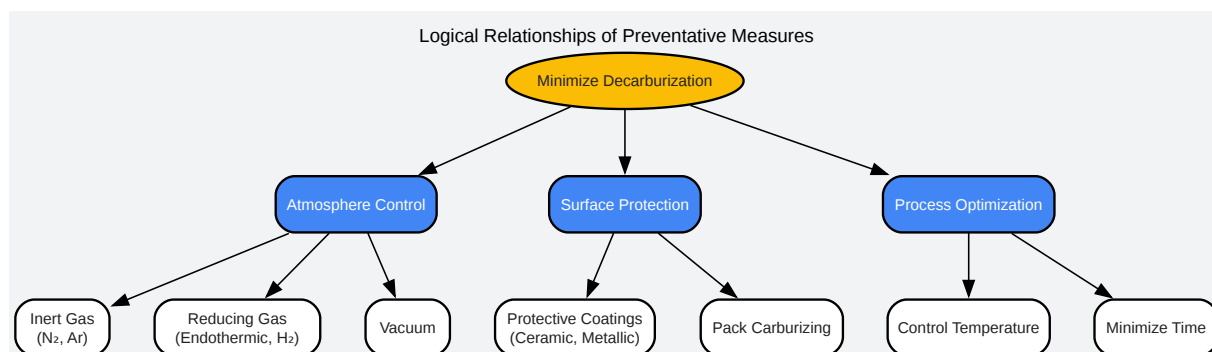 Logical Relationships of Preventative Measures
Minimize Decarburization
Atmosphere Control
Surface Protection
Process Optimization
Inert Gas
(N₂, Ar)
Reducing Gas
(Endothermic, H₂)
Vacuum
Protective Coatings
(Ceramic, Metallic)
Pack Carburizing
Control Temperature
Minimize Time